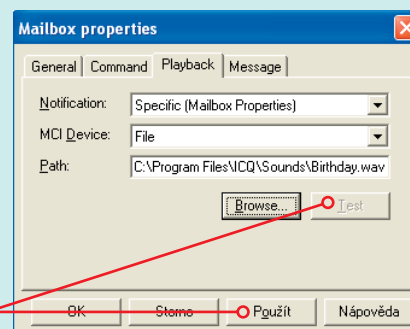 Mailbox properties
General Command Playback Message
Notification: Specific (Mailbox Properties)
MCI Device: File
Path: C:\Program Files\ICQ\Sounds\Birthday.wav
Browse... Test
OK Storno Použít Nápověda